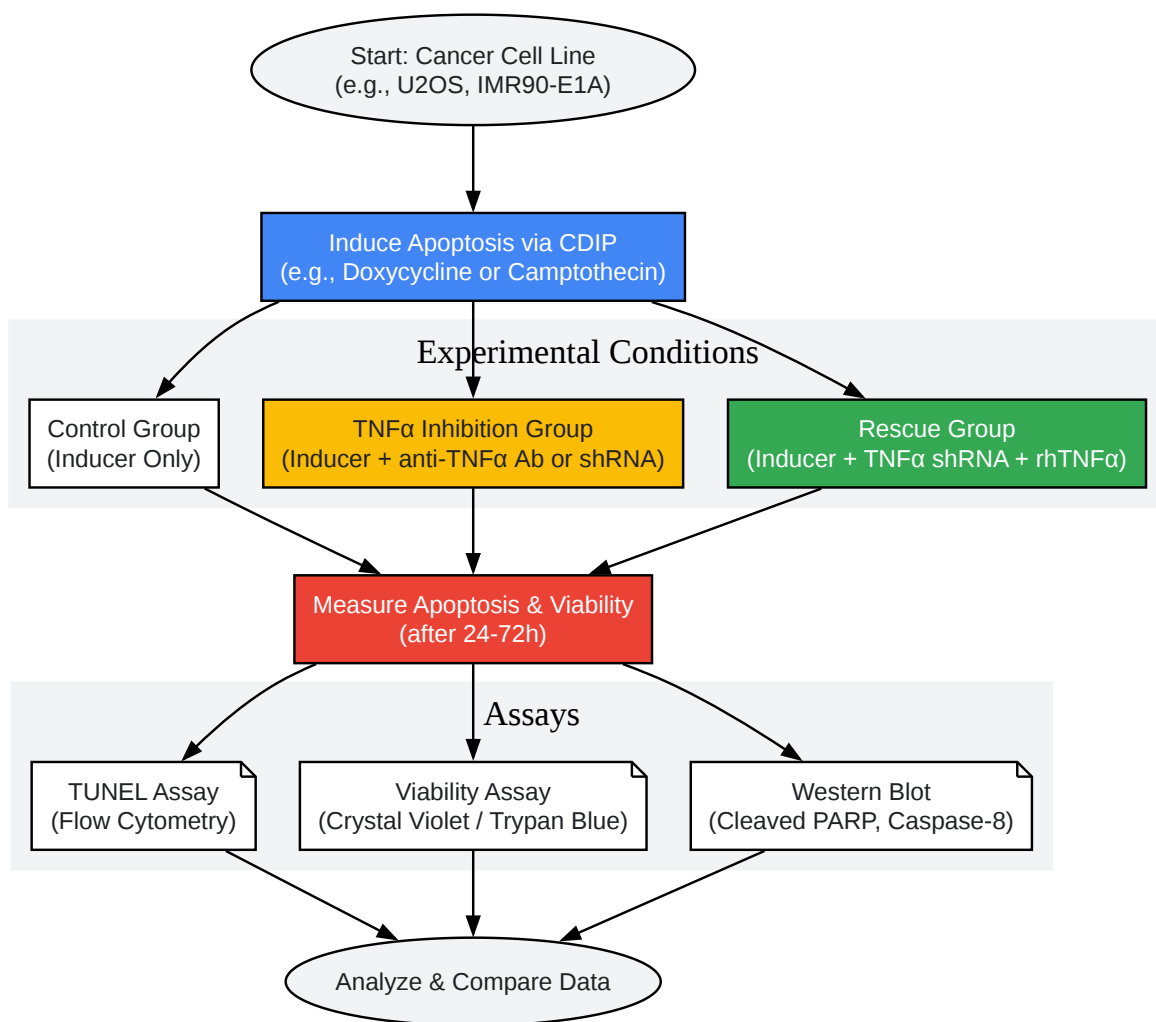 Start: Cancer Cell Line
(e.g., U2OS, IMR90-E1A)
Induce Apoptosis via CDIP
(e.g., Doxycycline or Camptothecin)
Experimental Conditions
Control Group
(Inducer Only)
TNFα Inhibition Group
(Inducer + anti-TNFα Ab or shRNA)
Rescue Group
(Inducer + TNFα shRNA + rhTNFα)
Measure Apoptosis & Viability
(after 24-72h)
Assays
TUNEL Assay
(Flow Cytometry)
Viability Assay
(Crystal Violet / Trypan Blue)
Western Blot
(Cleaved PARP, Caspase-8)
Analyze & Compare Data